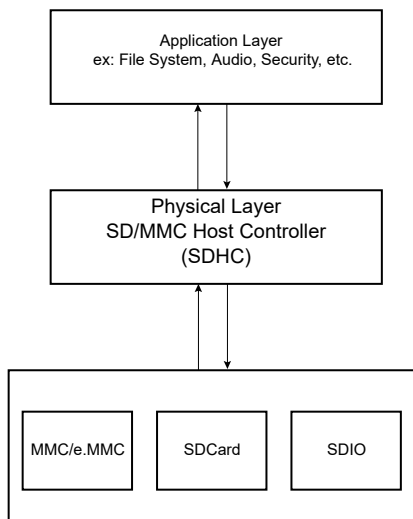 Application Layer
ex: File System, Audio, Security, etc.
Physical Layer
SD/MMC Host Controller
(SDHC)
MMC/e.MMC
SDCard
SDIO